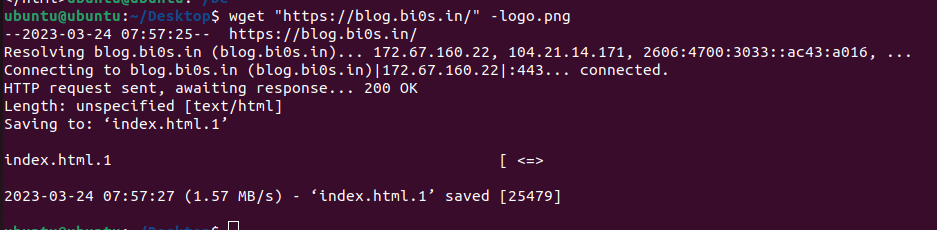 ubuntu@ubuntu:~/Desktop$ wget "https://blog.bi0s.in/" -logo.png
--2023-03-24 07:57:25--  https://blog.bi0s.in/
Resolving blog.bi0s.in (blog.bi0s.in)... 172.67.160.22, 104.21.14.171, 2606:4700:3033::ac43:a016, ...
Connecting to blog.bi0s.in (blog.bi0s.in)|172.67.160.22|:443... connected.
HTTP request sent, awaiting response... 200 OK
Length: unspecified [text/html]
Saving to: ‘index.html.1’
index.html.1 [ <=>
2023-03-24 07:57:27 (1.57 MB/s) - ‘index.html.1’ saved [25479]
ubuntu@ubuntu:~/Desktop$